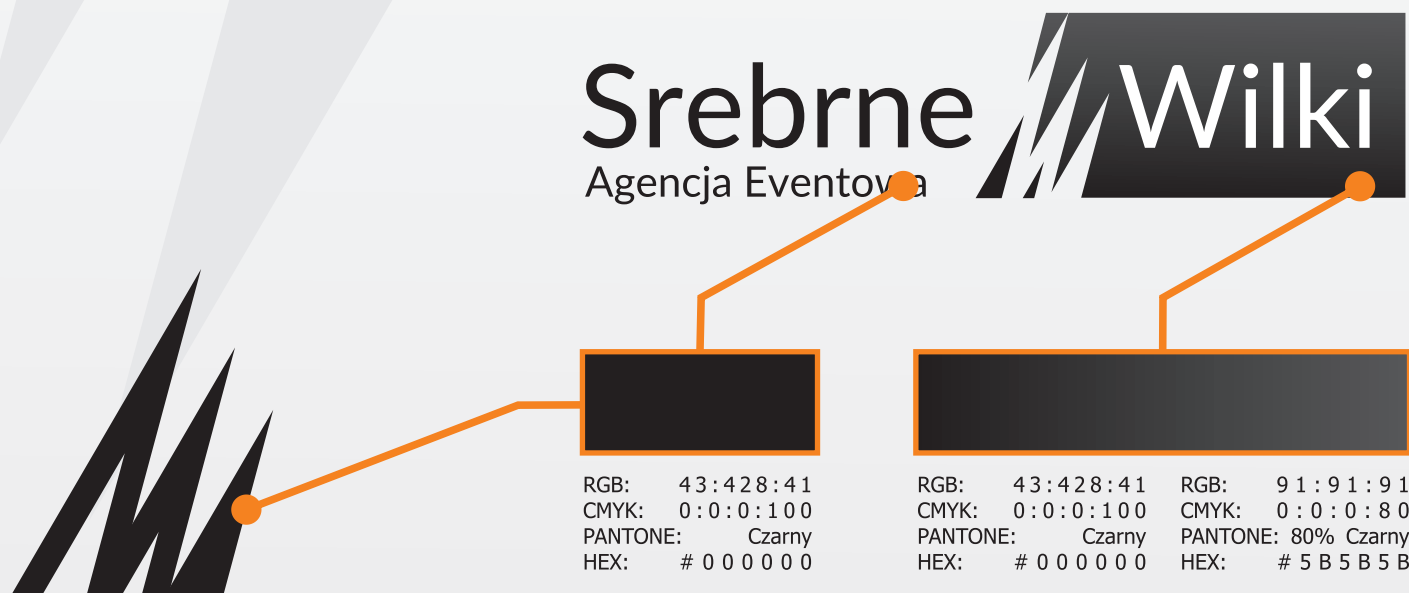 Srebrne Wilki
Agencja Eventowa
RGB: 43:428:41
CMYK: 0:0:0:100
PANTONE: Czarny
HEX: #000000
RGB: 43:428:41
CMYK: 0:0:0:100
PANTONE: Czarny
HEX: #000000
RGB: 91:91:91
CMYK: 0:0:0:80
PANTONE: 80% Czarny
HEX: #5B5B5B